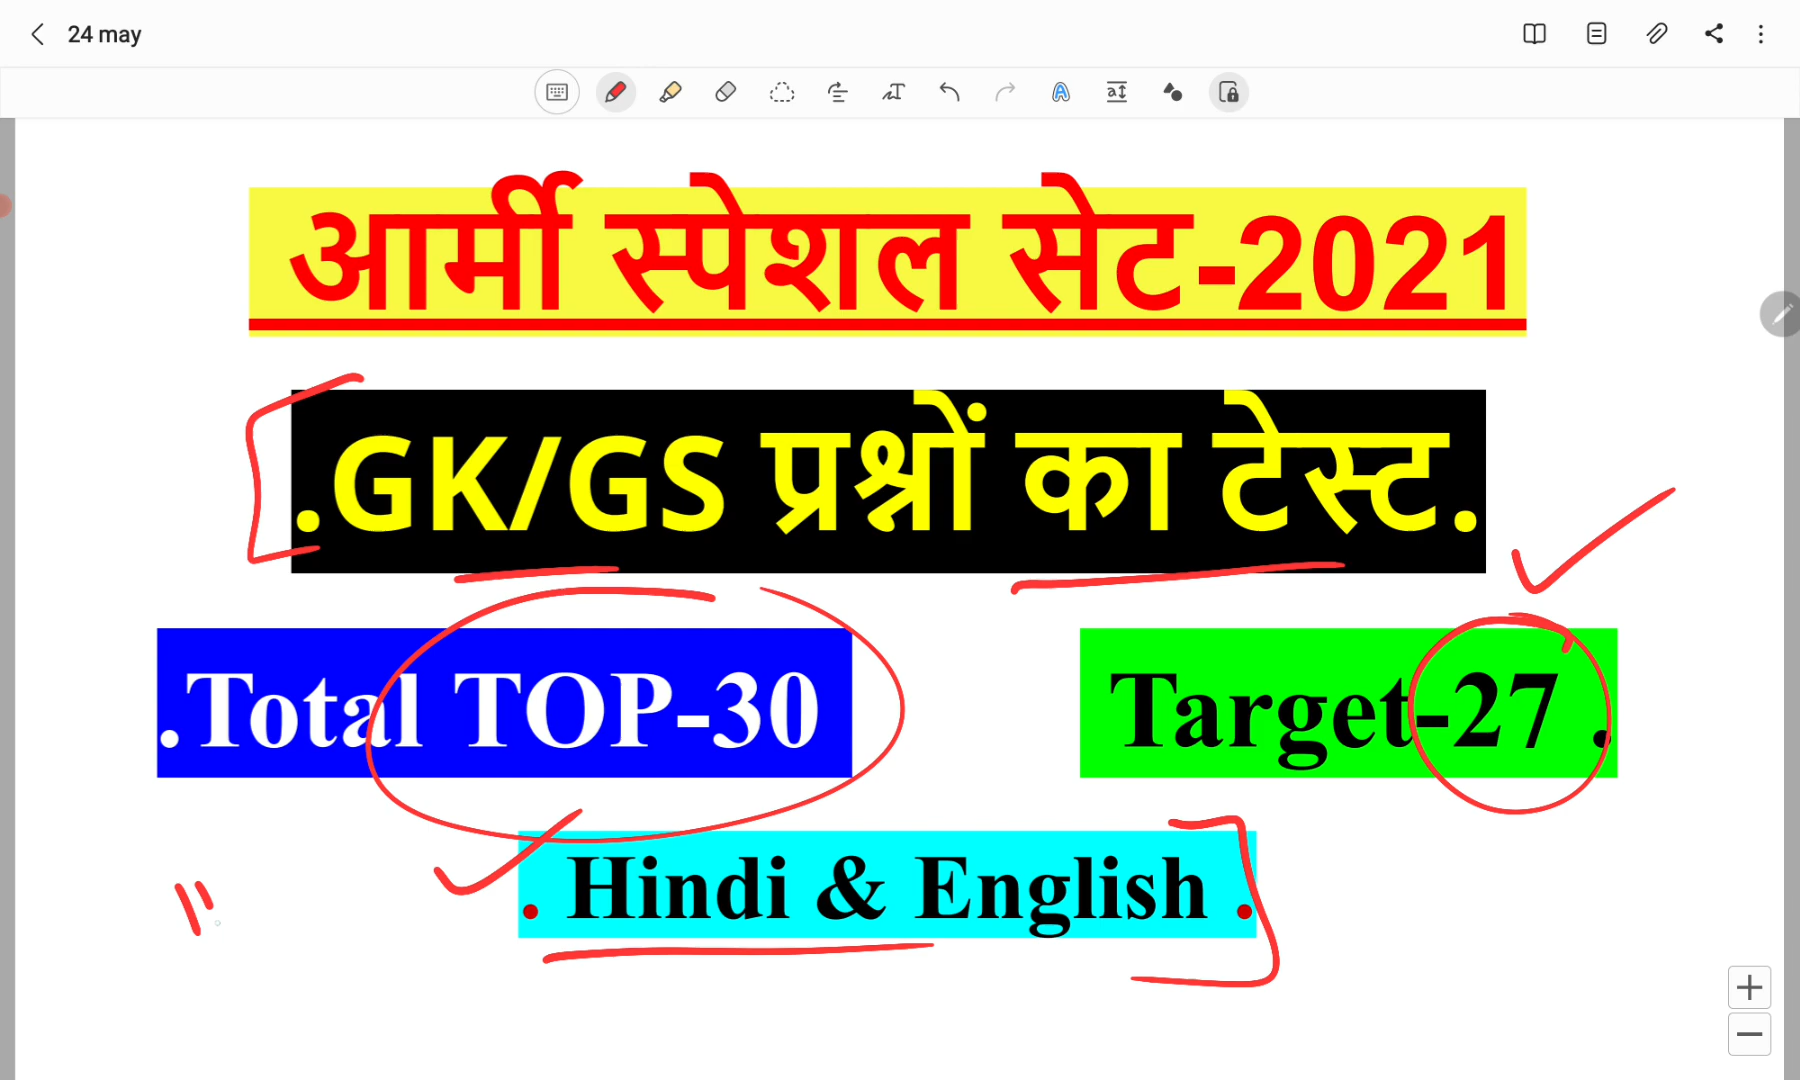 24 may
आर्मी स्पेशल सेट-2021
.GK/GS प्रश्नों का टेस्ट.
.Total TOP-30 Target-27 .
. Hindi & English .